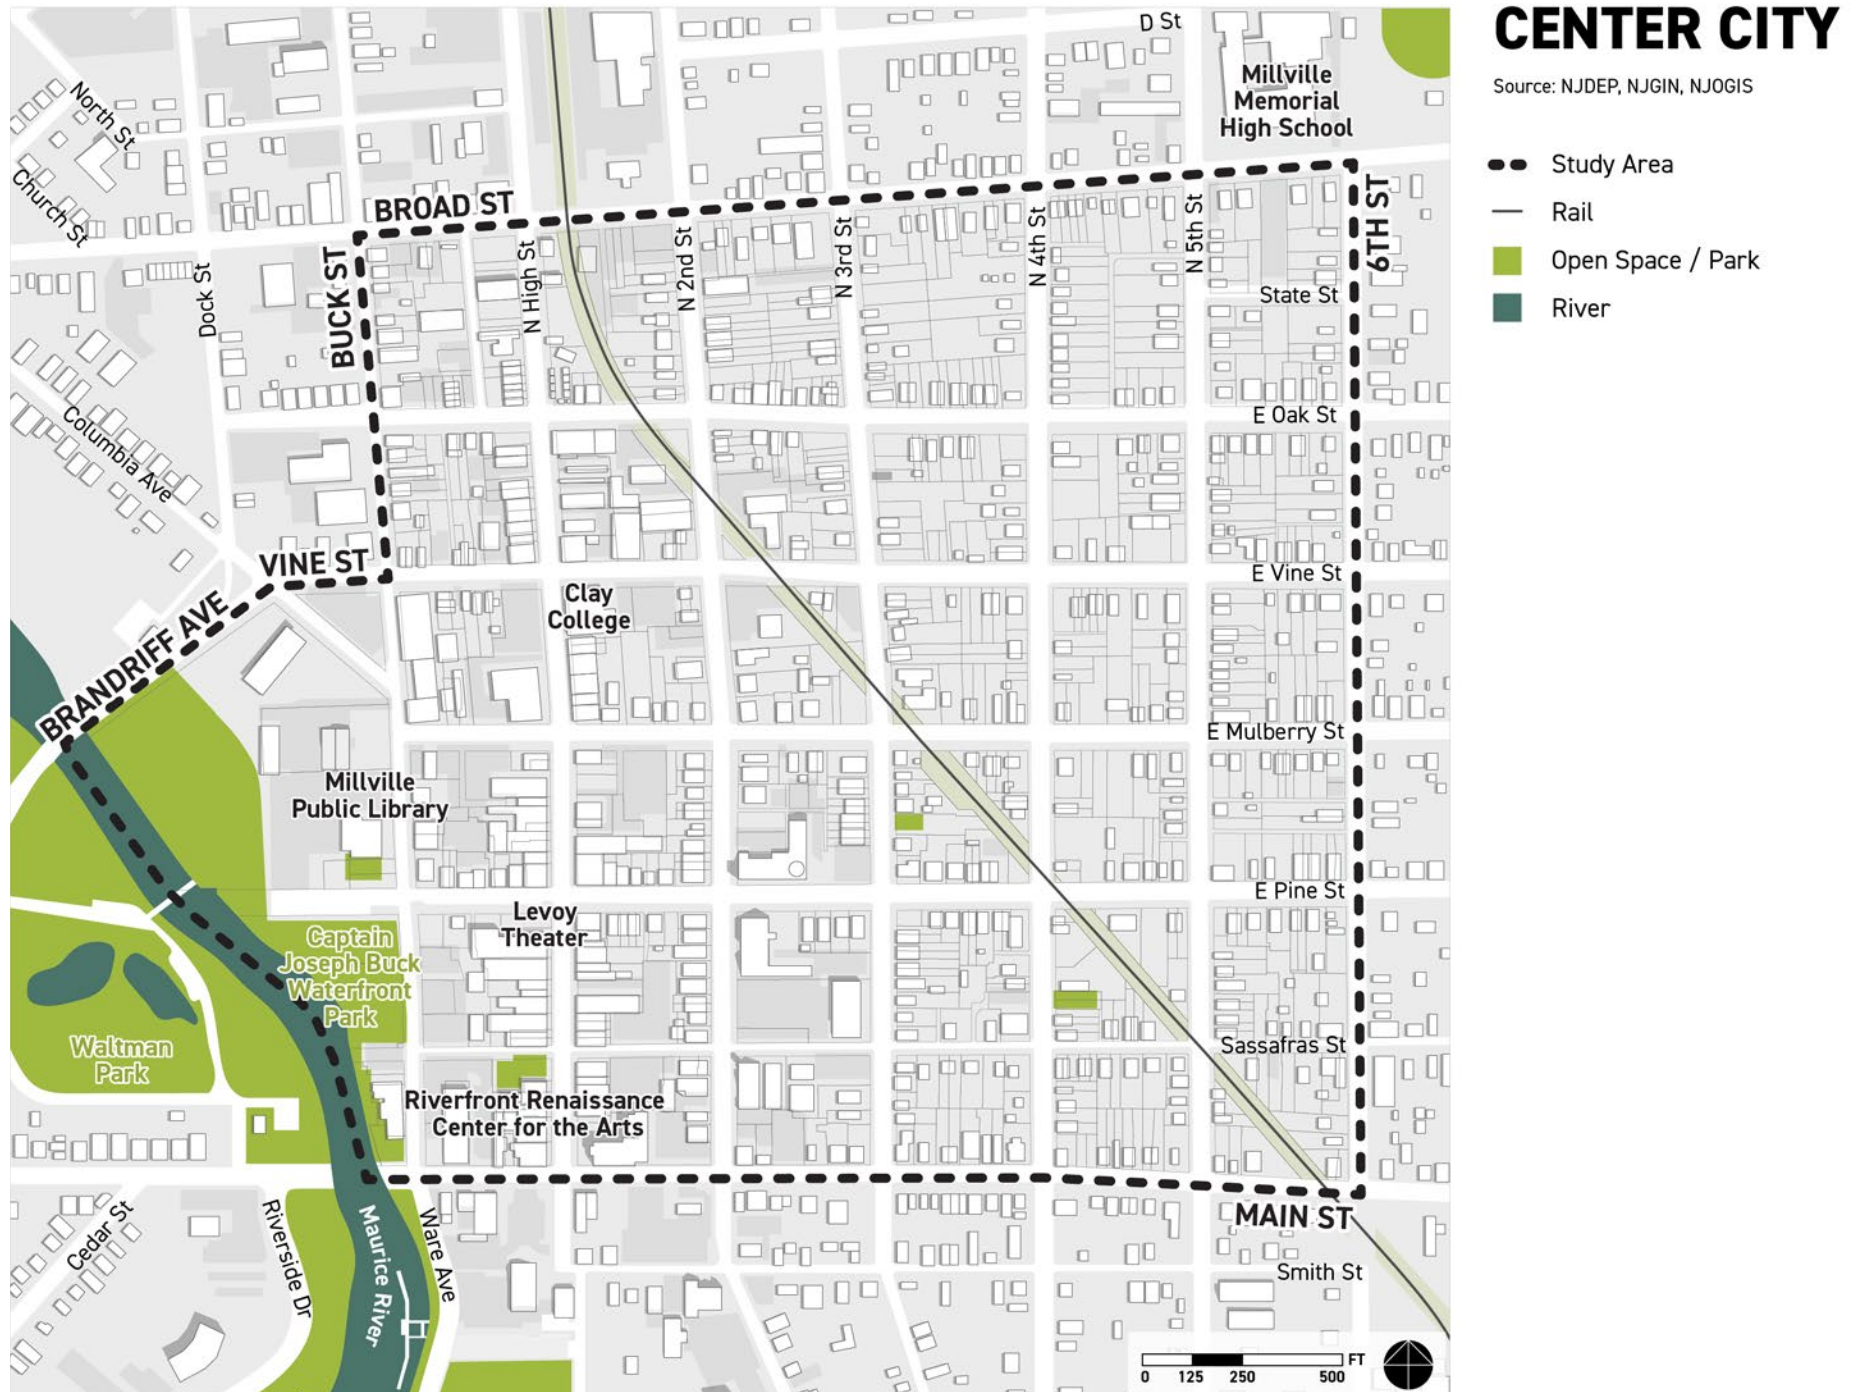 CENTER CITY
Source: NJDEP, NJGIN, NJOGIS
Study Area
Rail
Open Space / Park
River
D St
Millville
Memorial
High School
North St
Church St
BROAD ST
6TH ST
BUCK ST
Dock St
N High St
N 2nd St
N 3rd St
N 4th St
N 5th St
State St
E Oak St
Columbia Ave
VINE ST
E Vine St
Clay
College
BRANDRIFF AVE
E Mulberry St
Millville
Public Library
E Pine St
Levoy
Theater
Captain
Joseph Buck
Waterfront
Park
Waltman
Park
Sassafras St
Riverfront Renaissance
Center for the Arts
MAIN ST
Cedar St
Riverside Dr
Maurice River
Ware Ave
Smith St
FT
0 125 250 500